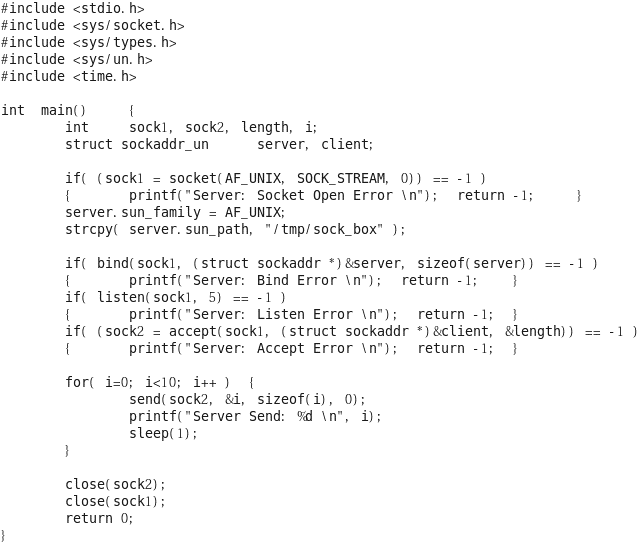 #include <stdio.h>
#include <sys/socket.h>
#include <sys/types.h>
#include <sys/un.h>
#include <time.h>

int  main()     {
        int     sock1, sock2, length, i;
        struct sockaddr_un      server, client;

        if( (sock1 = socket(AF_UNIX, SOCK_STREAM, 0)) == -1 )
        {       printf("Server: Socket Open Error \n");  return -1;     }
        server.sun_family = AF_UNIX;
        strcpy( server.sun_path, "/tmp/sock_box" );

        if( bind(sock1, (struct sockaddr *)&server, sizeof(server)) == -1 )
        {       printf("Server: Bind Error \n");  return -1;    }
        if( listen(sock1, 5) == -1 )
        {       printf("Server: Listen Error \n");  return -1;  }
        if( (sock2 = accept(sock1, (struct sockaddr *)&client, &length)) == -1 )
        {       printf("Server: Accept Error \n");  return -1;  }

        for( i=0; i<10; i++ )  {
                send(sock2, &i, sizeof(i), 0);
                printf("Server Send: %d \n", i);
                sleep(1);
        }

        close(sock2);
        close(sock1);
        return 0;
}